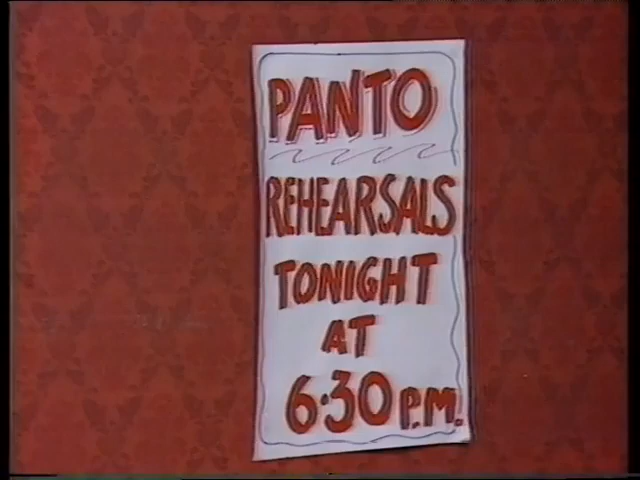 PANTO
REHEARSALS
TONIGHT
AT
6·30 P.M.